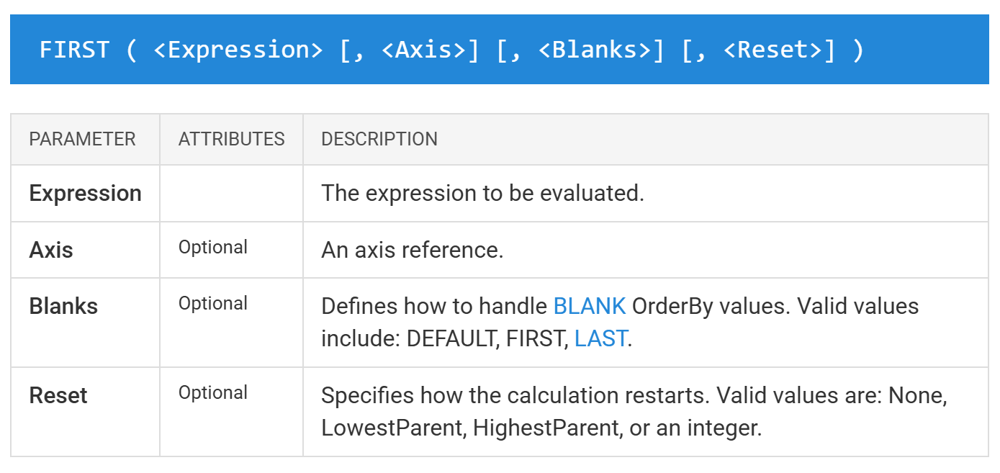 FIRST ( <Expression> [, <Axis>] [, <Blanks>] [, <Reset>] )
PARAMETER ATTRIBUTES DESCRIPTION
Expression The expression to be evaluated.
Axis Optional An axis reference.
Blanks Optional Defines how to handle BLANK OrderBy values. Valid values
include: DEFAULT, FIRST, LAST.
Reset Optional Specifies how the calculation restarts. Valid values are: None,
LowestParent, HighestParent, or an integer.